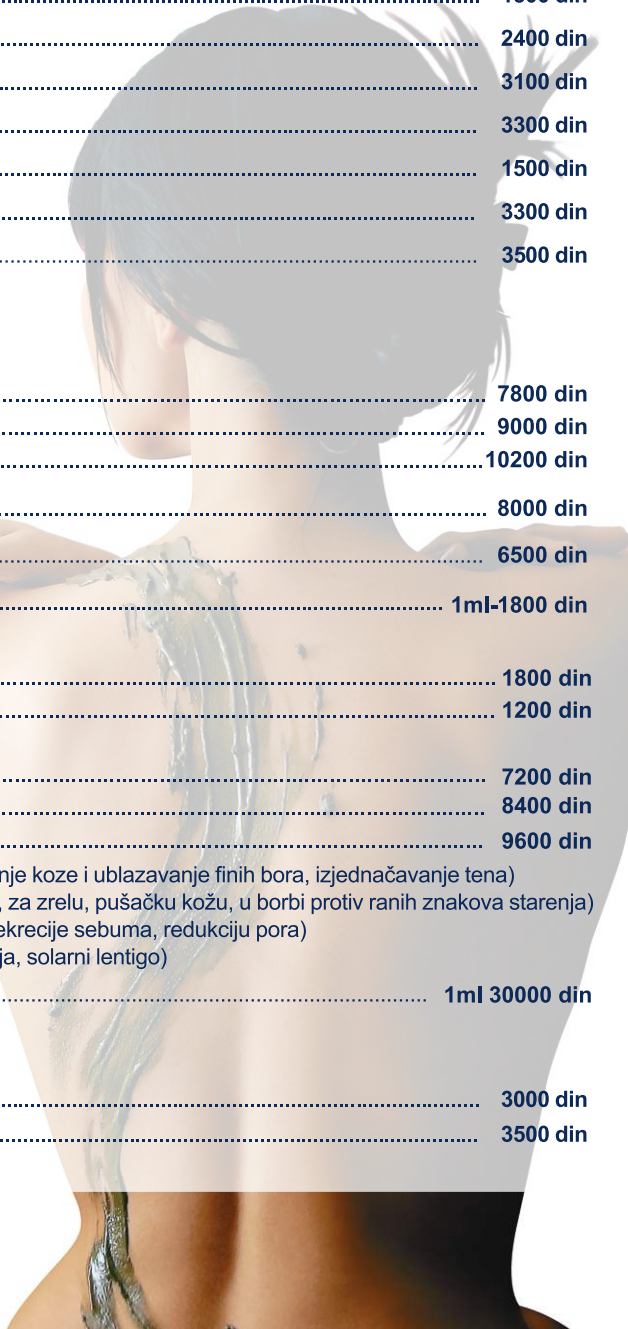 2400 din
3100 din
3300 din
1500 din
3300 din
3500 din
7800 din
9000 din
10200 din
8000 din
6500 din
1ml-1800 din
1800 din
1200 din
7200 din
8400 din
9600 din
nje koze i ublazavanje finih bora, izjednačavanje tena)
, za zrelu, pušačku kožu, u borbi protiv ranih znakova starenja)
ekrecije sebuma, redukciju pora)
ja, solarni lentigo)
1ml 30000 din
3000 din
3500 din